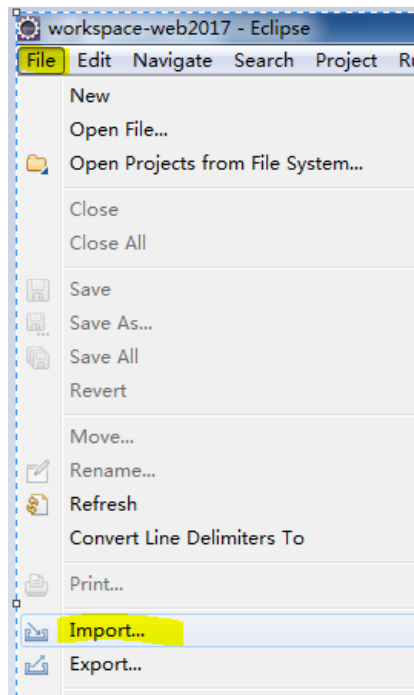 workspace-web2017 - Eclipse
File Edit Navigate Search Project
New
Open File...
Open Projects from File System...
Close
Close All
Save
Save As...
Save All
Revert
Move...
Rename...
Refresh
Convert Line Delimiters To
Print...
Import...
Export...